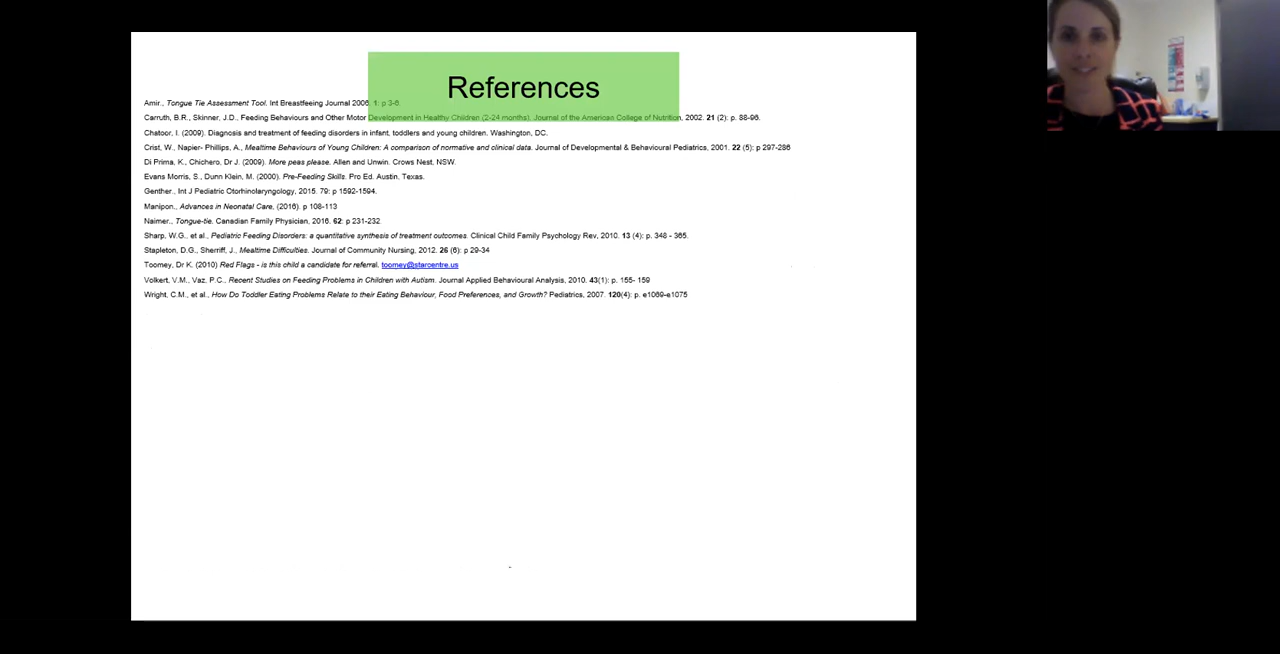 References
Amir., Tongue Tie Assessment Tool. Int Breastfeeing Journal 2006. 1: p 3-6.
Carruth, B.R., Skinner, J.D., Feeding Behaviours and Other Motor Development in Healthy Children (2-24 months). Journal of the American College of Nutrition, 2002. 21 (2): p. 88-96.
Chatoor, I. (2009). Diagnosis and treatment of feeding disorders in infant, toddlers and young children. Washington, DC.
Crist, W., Napier- Phillips, A., Mealtime Behaviours of Young Children: A comparison of normative and clinical data. Journal of Developmental & Behavioural Pediatrics, 2001. 22 (5): p 297-286
Di Prima, K., Chichero, Dr J. (2009). More peas please. Allen and Unwin. Crows Nest, NSW.
Evans Morris, S., Dunn Klein, M. (2000). Pre-Feeding Skills. Pro Ed. Austin, Texas.
Genther., Int J Pediatric Otorhinolaryngology, 2015. 79: p 1592-1594.
Manipon., Advances in Neonatal Care, (2016). p 108-113
Naimer., Tongue-tie. Canadian Family Physician, 2016. 62: p 231-232.
Sharp, W.G.. et al., Pediatric Feeding Disorders: a quantitative synthesis of treatment outcomes. Clinical Child Family Psychology Rev, 2010. 13 (4): p. 348 - 365.
Stapleton, D.G., Sherriff, J., Mealtime Difficulties. Journal of Community Nursing, 2012. 26 (6): p 29-34
Toomey, Dr K. (2010) Red Flags - is this child a candidate for referral, toomey@starcentre.us
Volkert, V.M., Vaz, P.C., Recent Studies on Feeding Problems in Children with Autism. Journal Applied Behavioural Analysis, 2010. 43(1): p. 155- 159
Wright, C.M., et al., How Do Toddler Eating Problems Relate to their Eating Behaviour, Food Preferences, and Growth? Pediatrics, 2007. 120(4): p. e1069-e1075